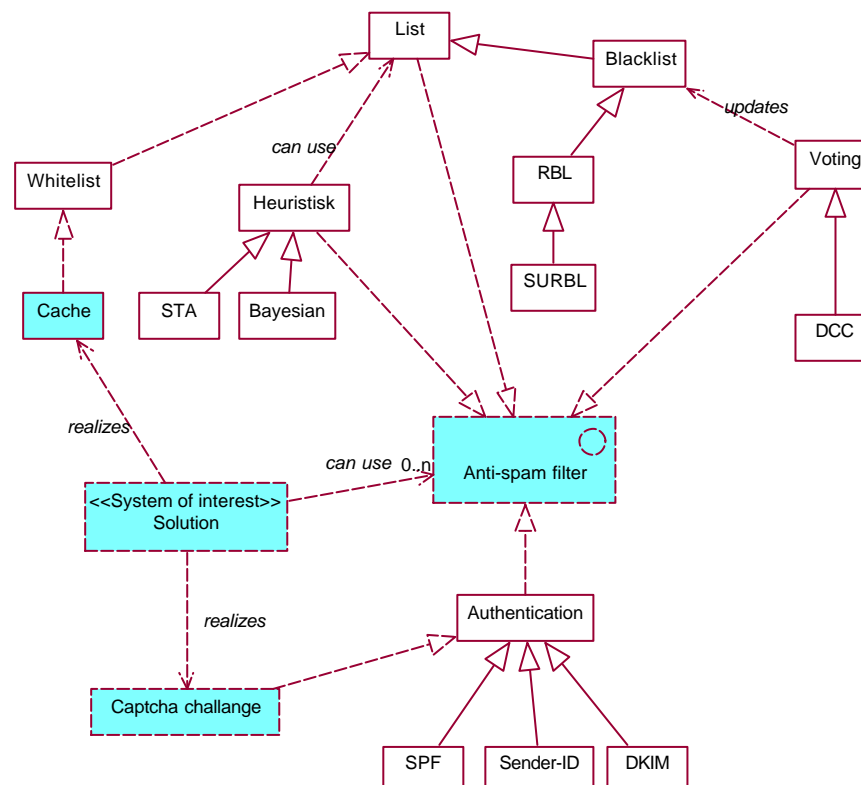 List
Blacklist
updates
can use
Voting
Whitelist
RBL
Heuristisk
SURBL
Cache
STA
Bayesian
DCC
realizes
can use
0..n
Anti-spam filter
<<System of interest>>
Solution
Authentication
realizes
Captcha challange
SPF
Sender-ID
DKIM